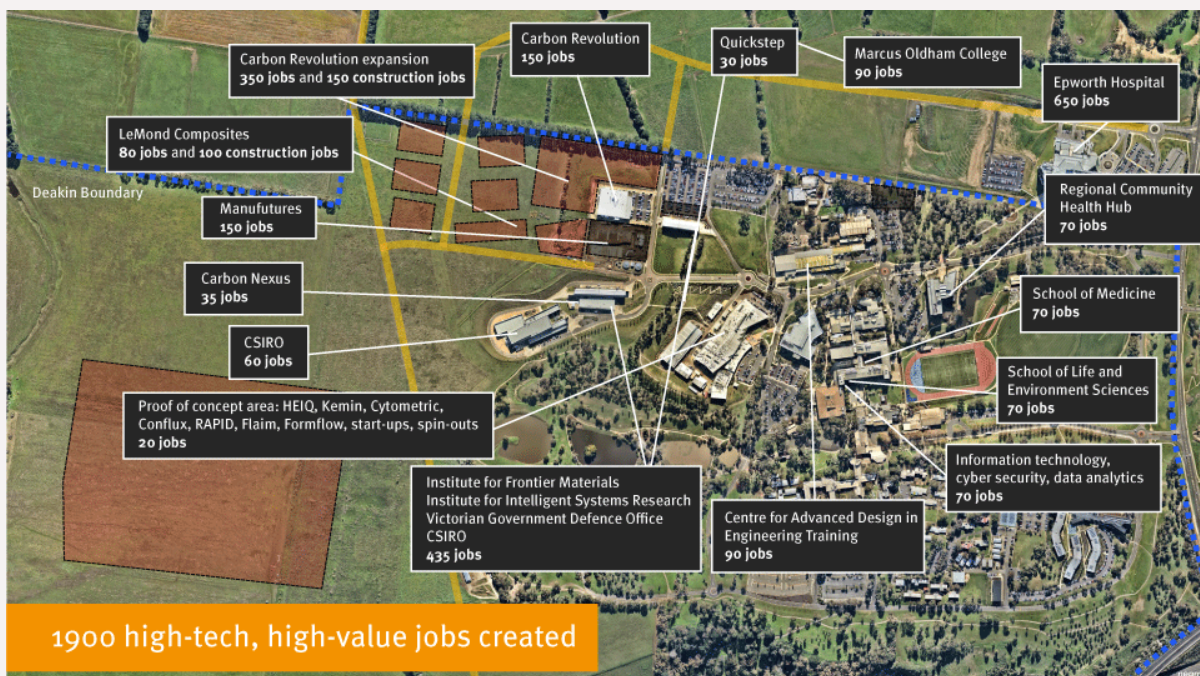 Carbon Revolution expansion
350 jobs and 150 construction jobs
Carbon Revolution
150 jobs
Quickstep
30 jobs
Marcus Oldham College
90 jobs
Epworth Hospital
650 jobs
LeMond Composites
80 jobs and 100 construction jobs
Deakin Boundary
Regional Community
Health Hub
70 jobs
Manufutures
150 jobs
Carbon Nexus
35 jobs
School of Medicine
70 jobs
CSIRO
60 jobs
School of Life and
Environment Sciences
70 jobs
Proof of concept area: HEIQ, Kemin, Cytometric,
Conflux, RAPID, Flaim, Formflow, start-ups, spin-outs
20 jobs
Information technology,
cyber security, data analytics
70 jobs
Institute for Frontier Materials
Institute for Intelligent Systems Research
Victorian Government Defence Office
CSIRO
435 jobs
Centre for Advanced Design in
Engineering Training
90 jobs
1900 high-tech, high-value jobs created